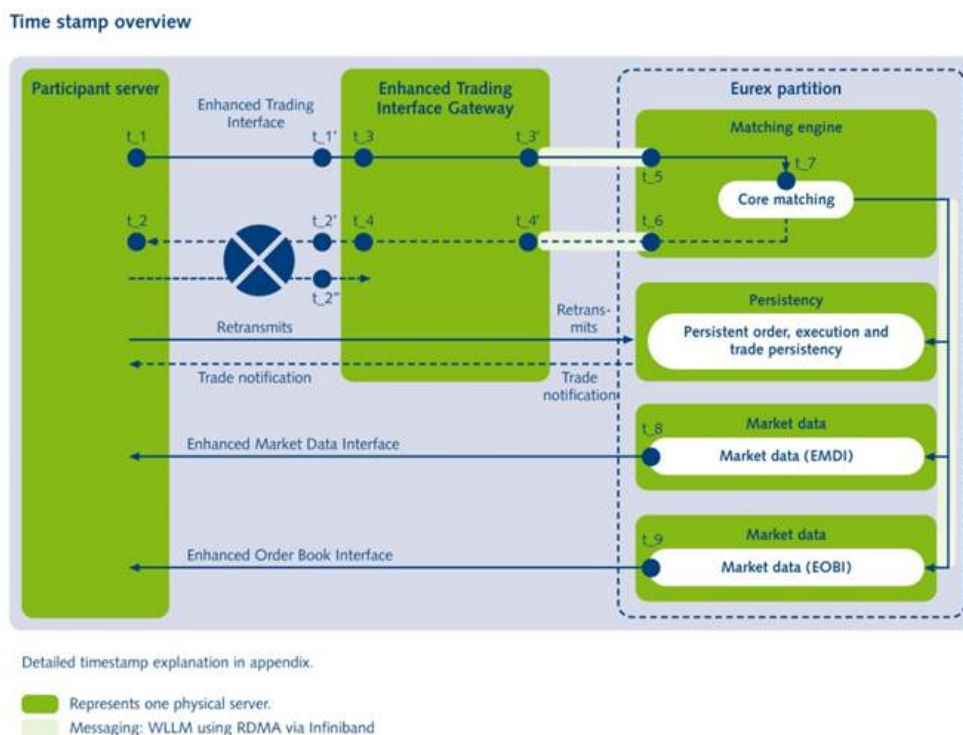 Time stamp overview
Participant server
Enhanced Trading
Interface
Enhanced Trading
Interface Gateway
Eurex partition
Matching engine
t_1
t_1'
t_3
t_3'
t_5
t_7
Core matching
t_2
t_2'
t_4
t_4'
t_6
t_2"
Retransmits
Retrans-
mits
Persistency
Persistent order, execution and
trade persistency
Trade notification
Trade
notification
Market data
Enhanced Market Data Interface
t_8
Market data (EMDI)
Market data
Enhanced Order Book Interface
t_9
Market data (EOBI)
Detailed timestamp explanation in appendix.
Represents one physical server.
Messaging: WLLM using RDMA via Infiniband